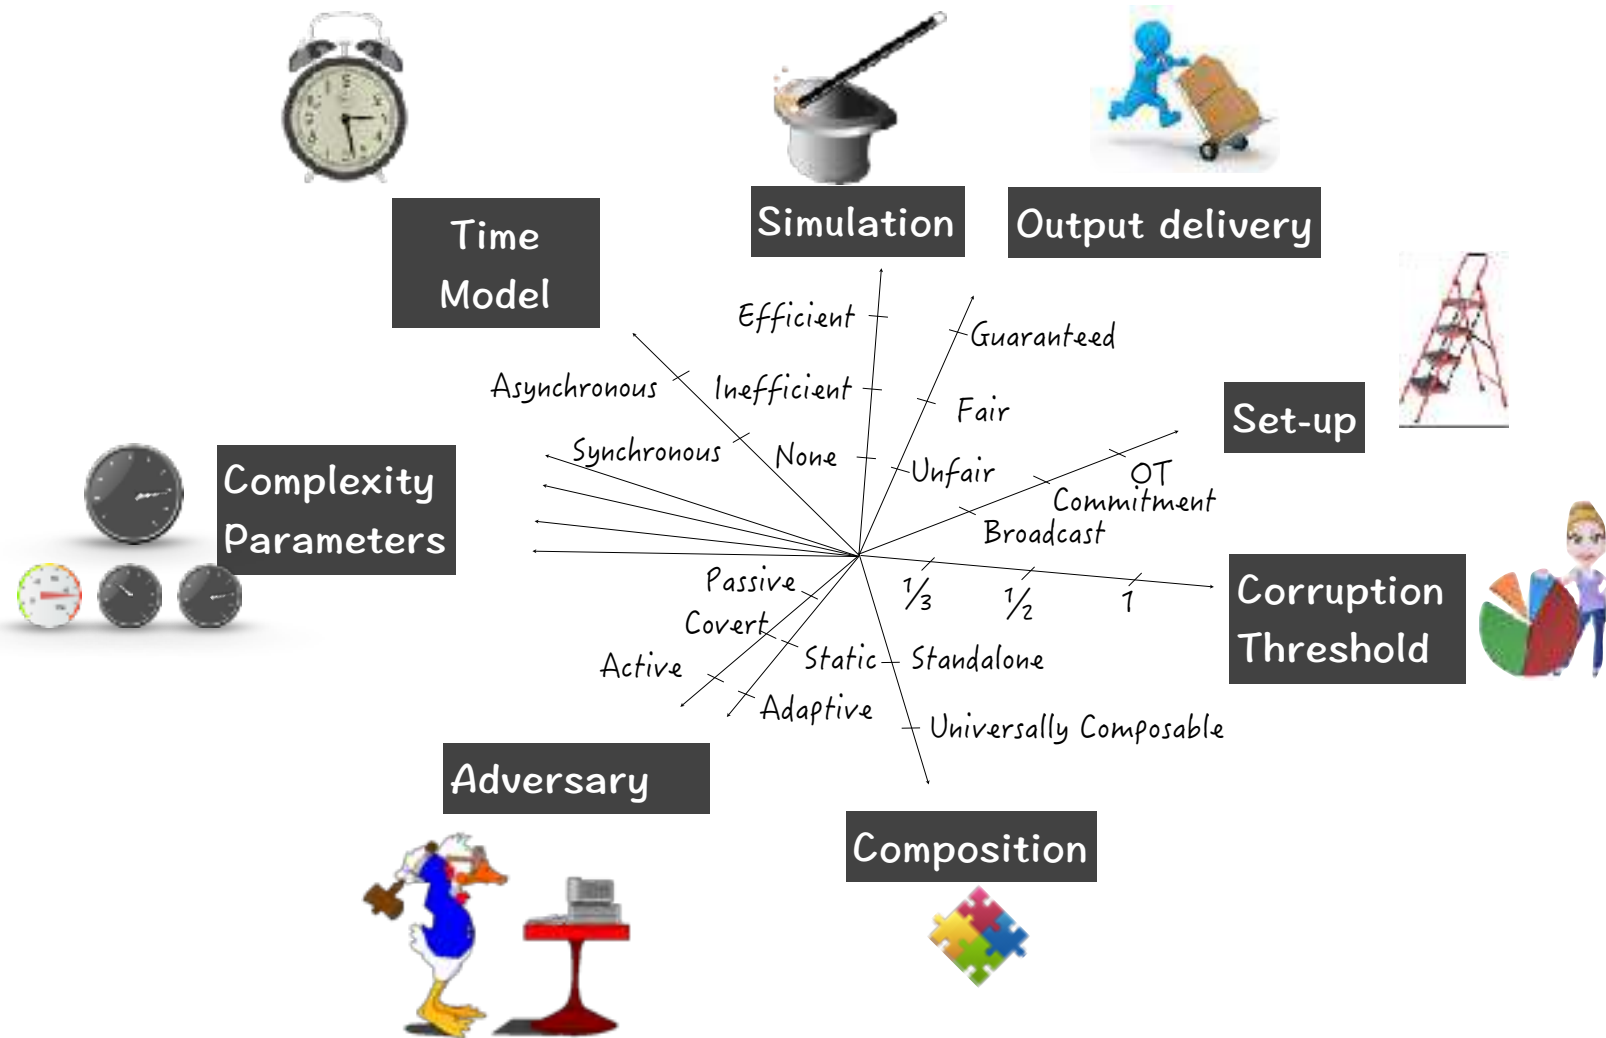 Time
Model
Simulation
Output delivery
Efficient
Guaranteed
Asynchronous
Inefficient
Fair
Set-up
Synchronous
None
Unfair
OT
Commitment
Broadcast
Complexity
Parameters
Passive
1/3
1/2
1
Corruption
Threshold
Covert
Static
Standalone
Active
Adaptive
Universally Composable
Adversary
Composition